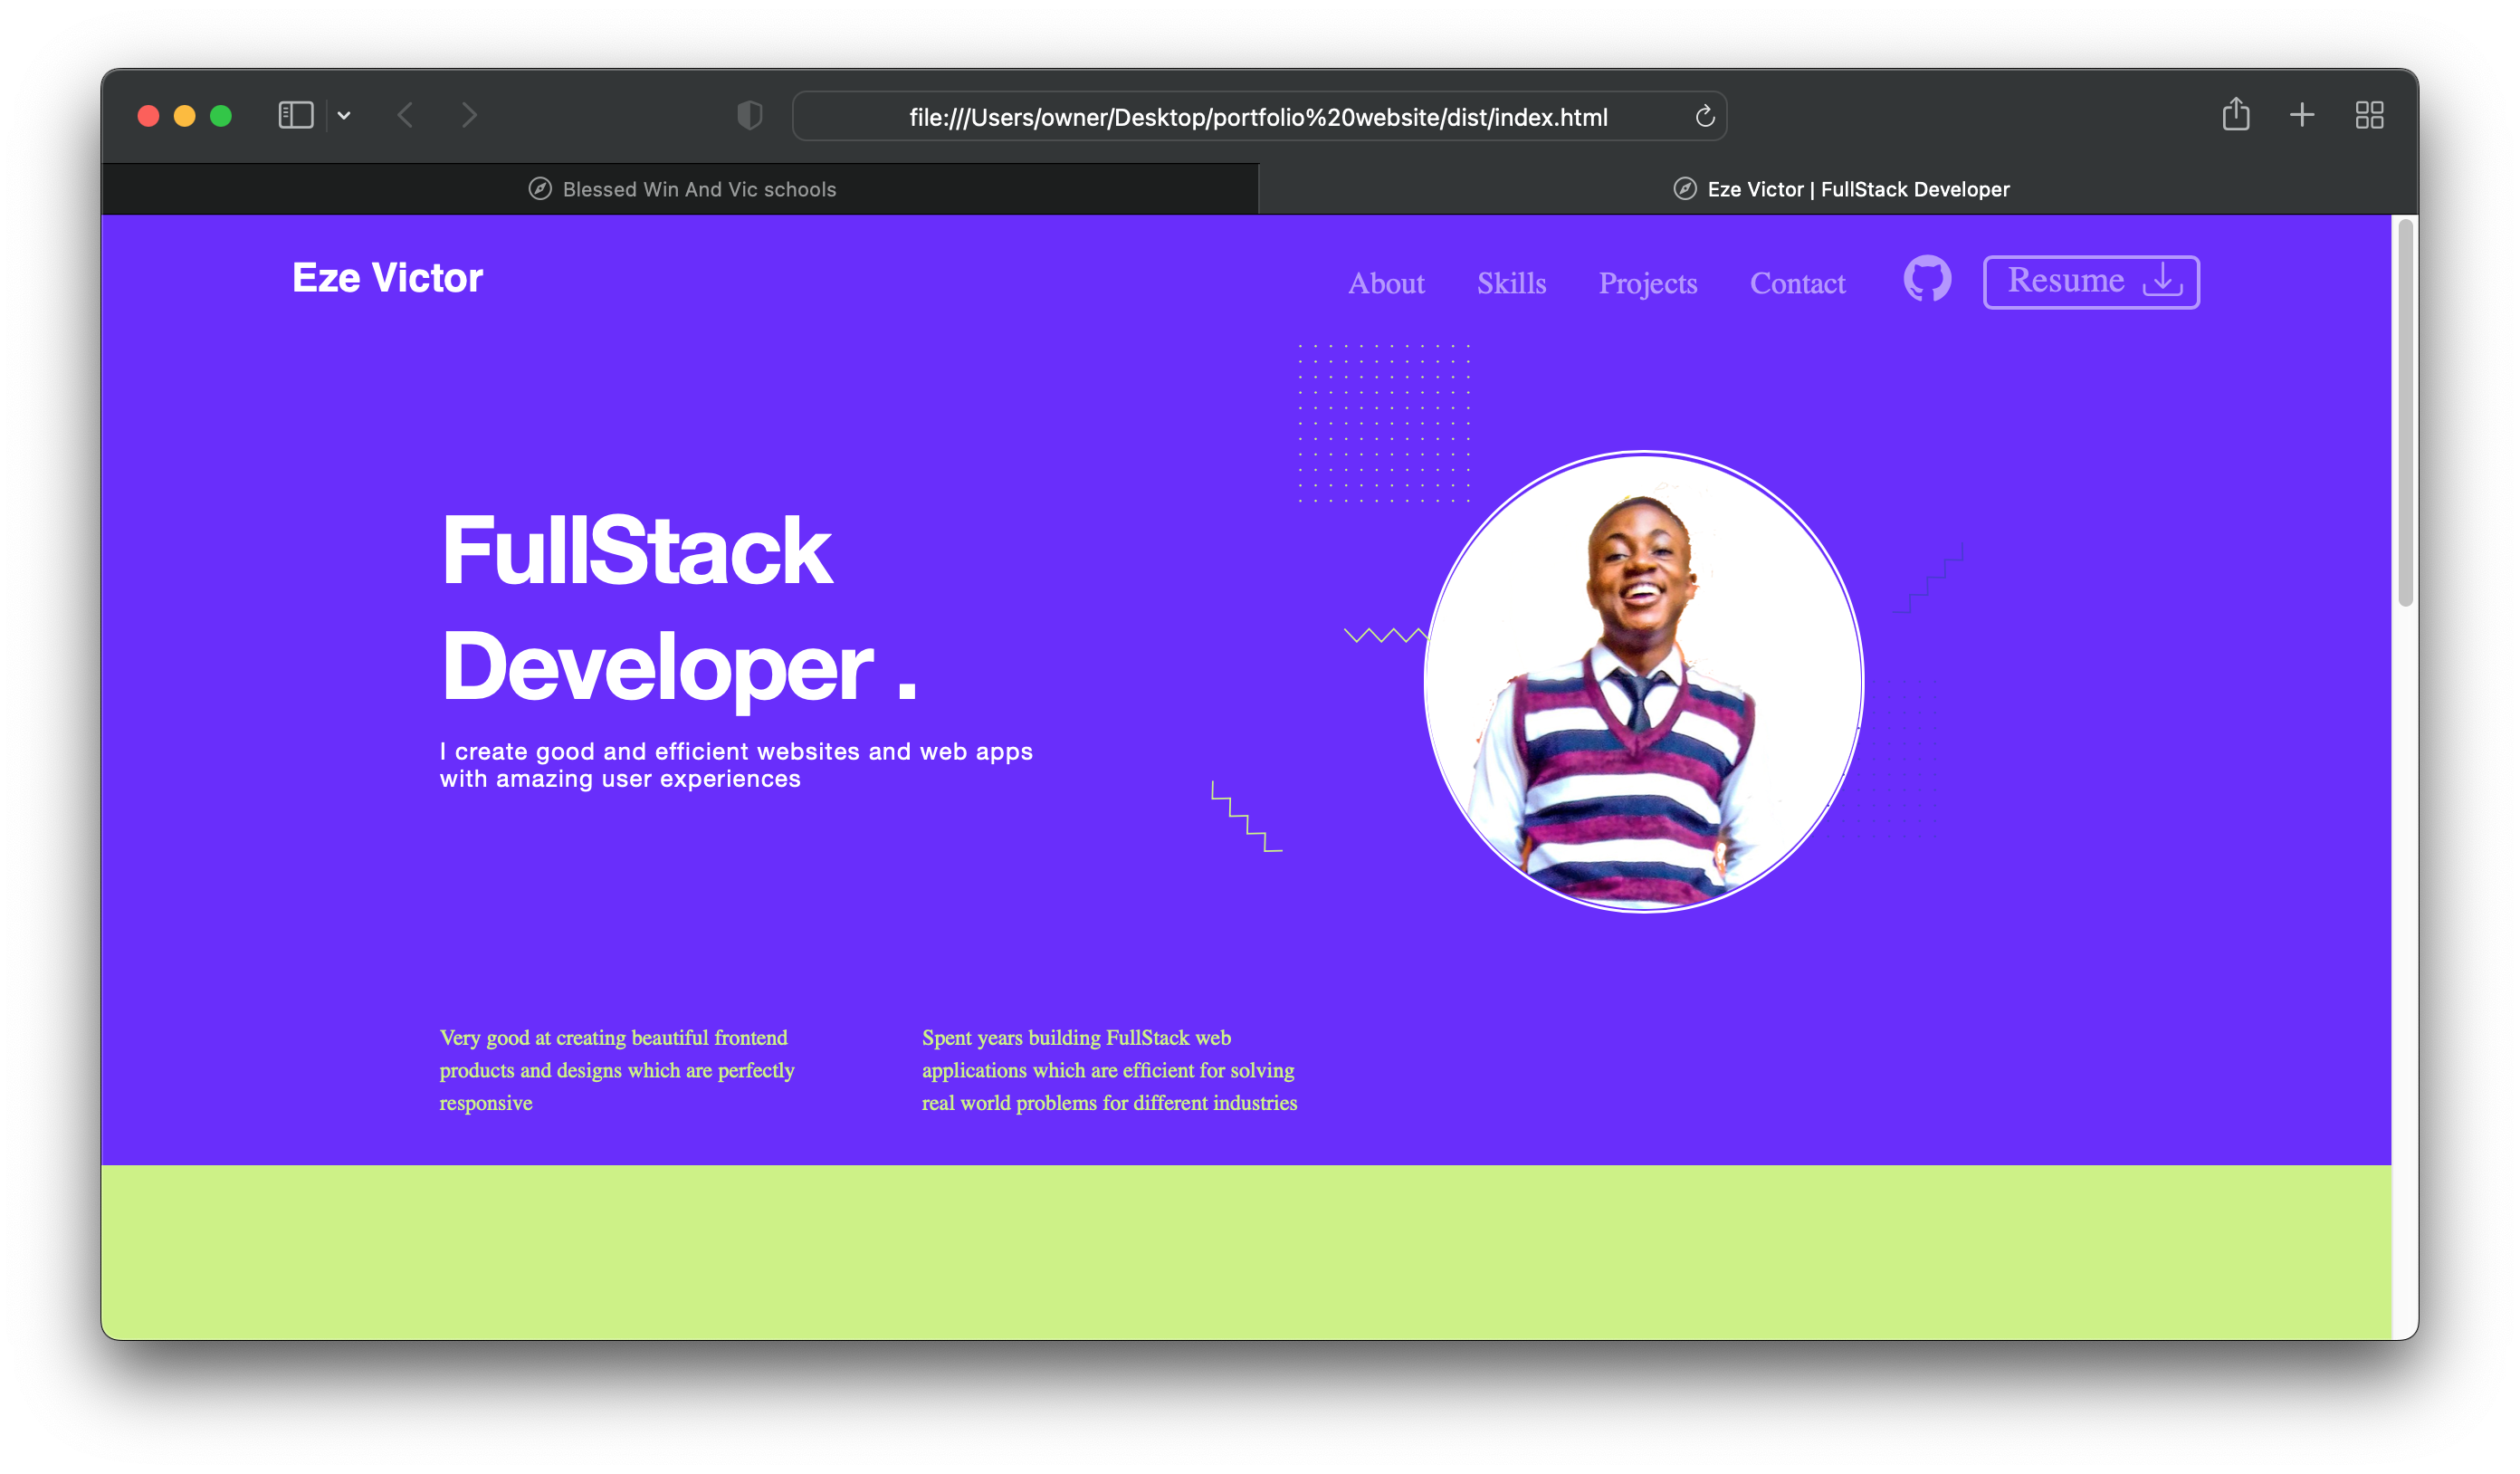 file:///Users/owner/Desktop/portfolio%20website/dist/index.html
Blessed Win And Vic schools
Eze Victor | FullStack Developer
Eze Victor
About Skills Projects Contact Resume
FullStack
Developer .
I create good and efficient websites and web apps
with amazing user experiences
Very good at creating beautiful frontend
products and designs which are perfectly
responsive
Spent years building FullStack web
applications which are efficient for solving
real world problems for different industries